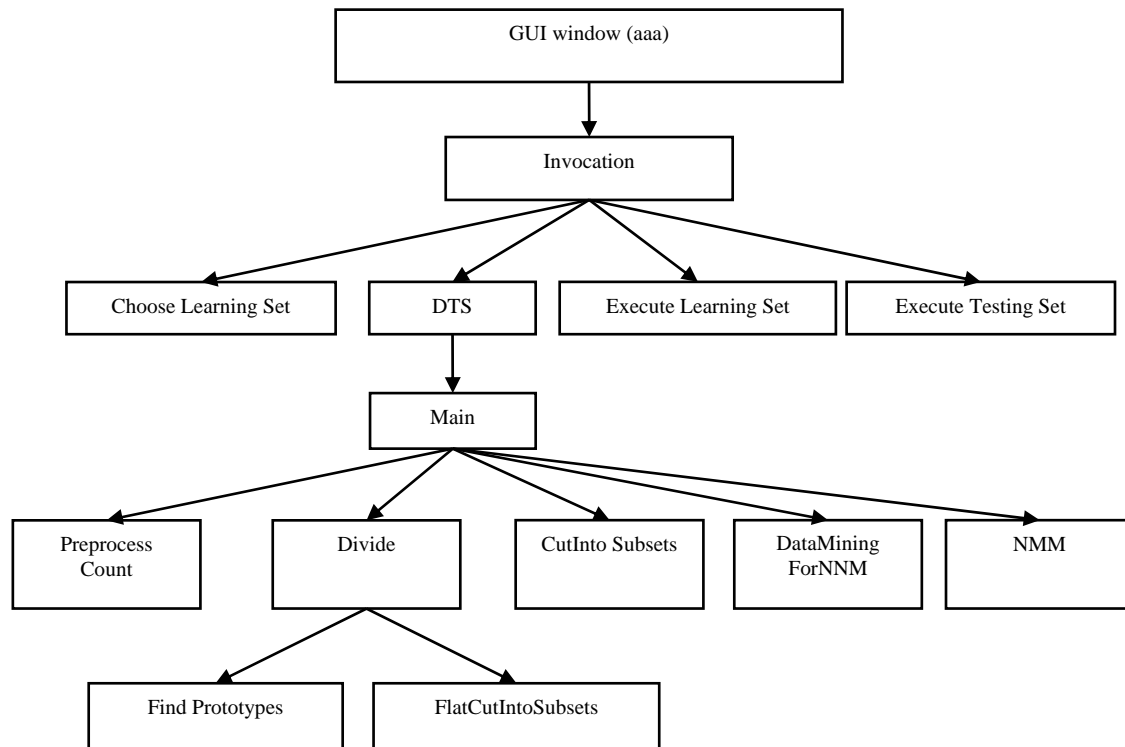 GUI window (aaa)
Invocation
Choose Learning Set
DTS
Execute Learning Set
Execute Testing Set
Main
Preprocess
Count
Divide
CutInto Subsets
DataMining
ForNNM
NMM
Find Prototypes
FlatCutIntoSubsets